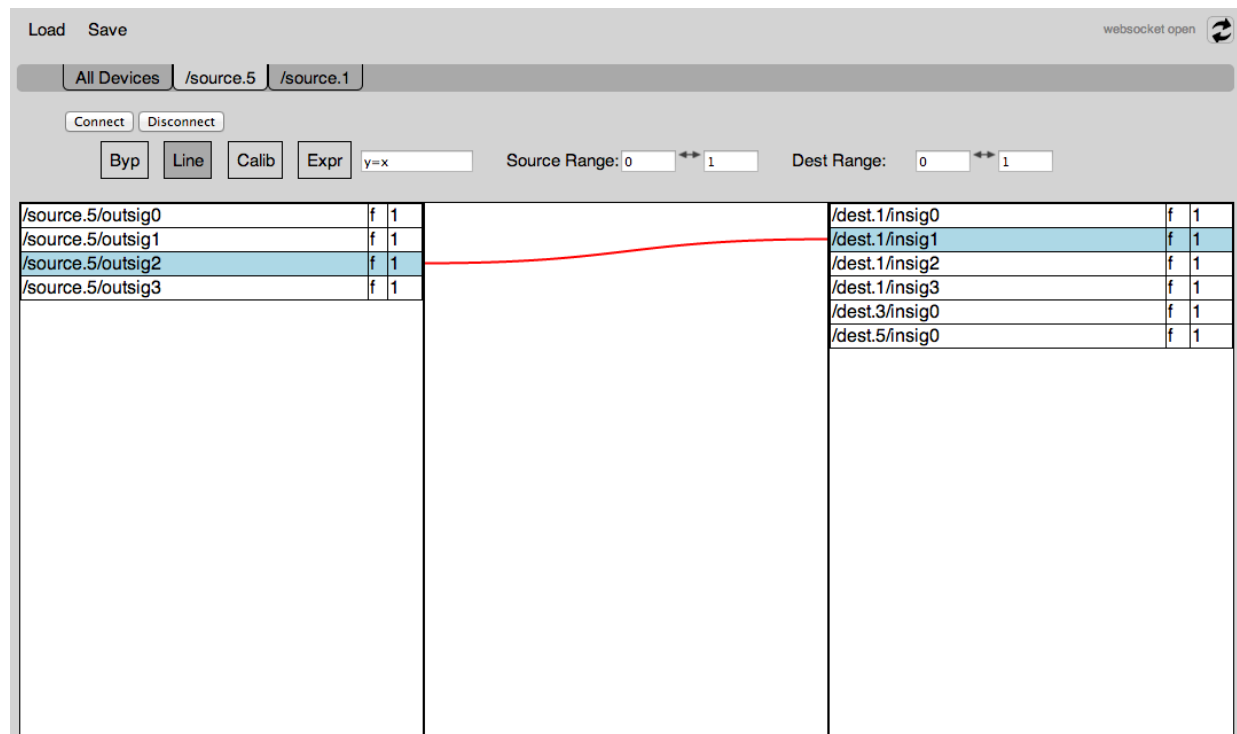 Load Save websocket open
All Devices /source.5 /source.1
Connect Disconnect
Byp Line Calib Expr y=x Source Range: 0 1 Dest Range: 0 1
/source.5/outsig0 f 1 /dest.1/insig0 f 1
/source.5/outsig1 f 1 /dest.1/insig1 f 1
/source.5/outsig2 f 1 /dest.1/insig2 f 1
/source.5/outsig3 f 1 /dest.1/insig3 f 1
/dest.3/insig0 f 1
/dest.5/insig0 f 1